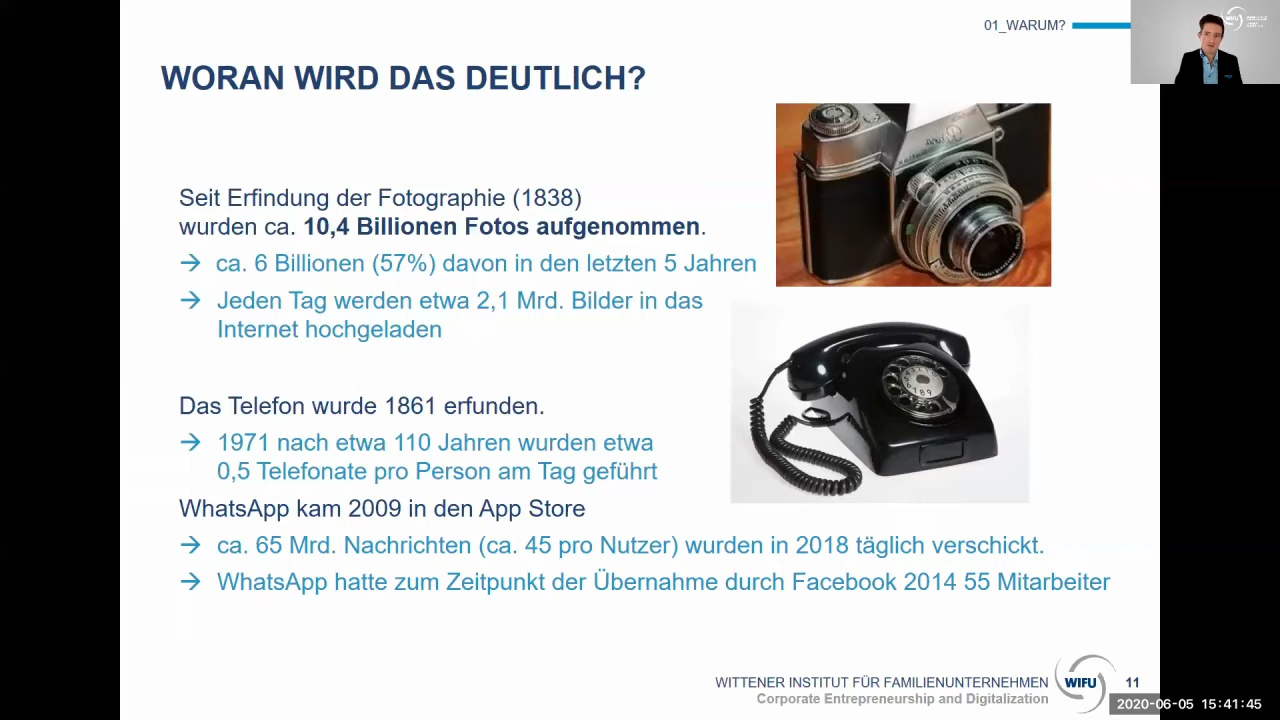 01_WARUM?
WORAN WIRD DAS DEUTLICH?
Seit Erfindung der Fotographie (1838)
wurden ca. 10,4 Billionen Fotos aufgenommen.
→ ca. 6 Billionen (57%) davon in den letzten 5 Jahren
→ Jeden Tag werden etwa 2,1 Mrd. Bilder in das
Internet hochgeladen
Das Telefon wurde 1861 erfunden.
→ 1971 nach etwa 110 Jahren wurden etwa
0,5 Telefonate pro Person am Tag geführt
WhatsApp kam 2009 in den App Store
→ ca. 65 Mrd. Nachrichten (ca. 45 pro Nutzer) wurden in 2018 täglich verschickt.
→ WhatsApp hatte zum Zeitpunkt der Übernahme durch Facebook 2014 55 Mitarbeiter
WITTENER INSTITUT FÜR FAMILIENUNTERNEHMEN
Corporate Entrepreneurship and Digitalization
WIFU
11
2020-06-05 15:41:45